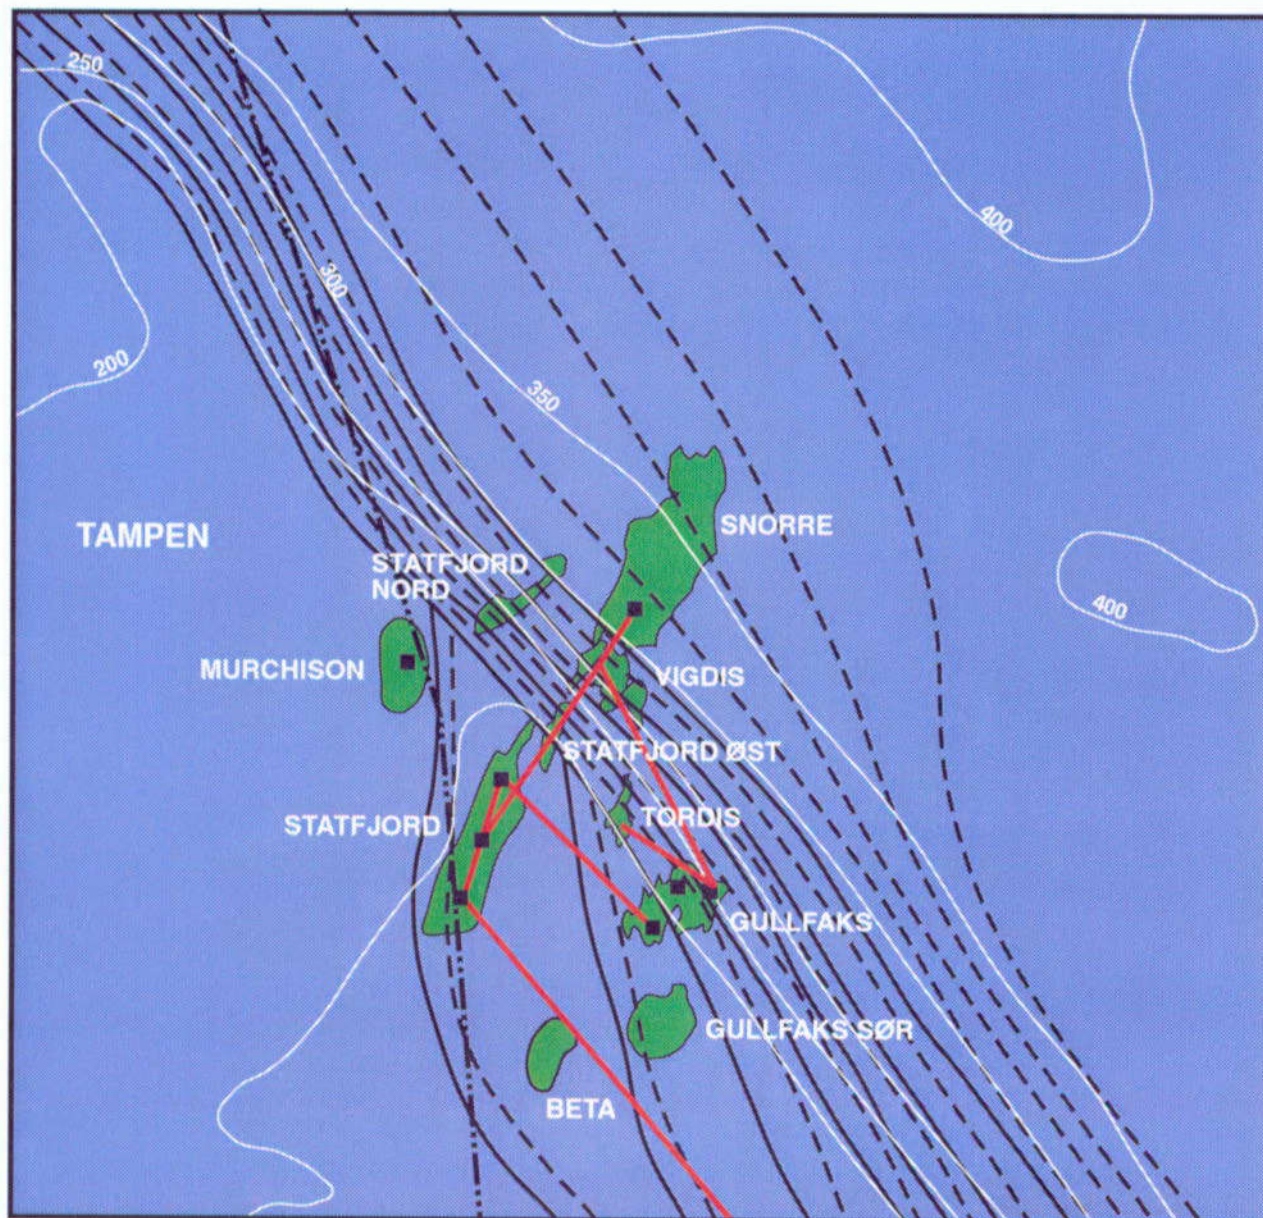 250
400
300
200
350
SNORRE
TAMPEN
STATFJORD
NORD
400
MURCHISON
VIGDIS
STATFJORD ØST
STATFJORD
TORDIS
GULLFAKS
GULLFAKS SØR
BETA